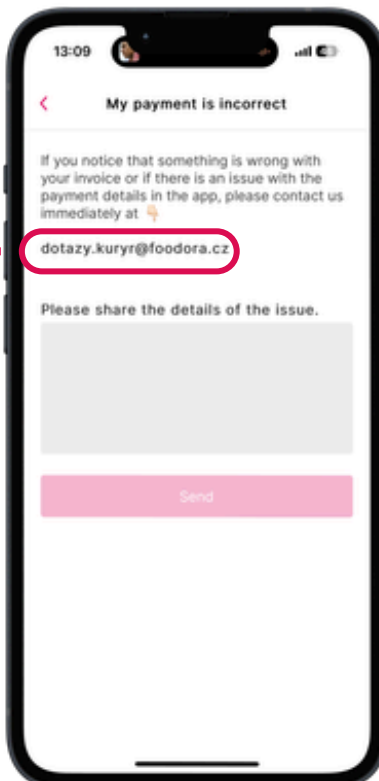 13:09
My payment is incorrect
If you notice that something is wrong with
your invoice or if there is an issue with the
payment details in the app, please contact us
immediately at 👇🏻
dotazy.kuryr@foodora.cz
Please share the details of the issue.
Send